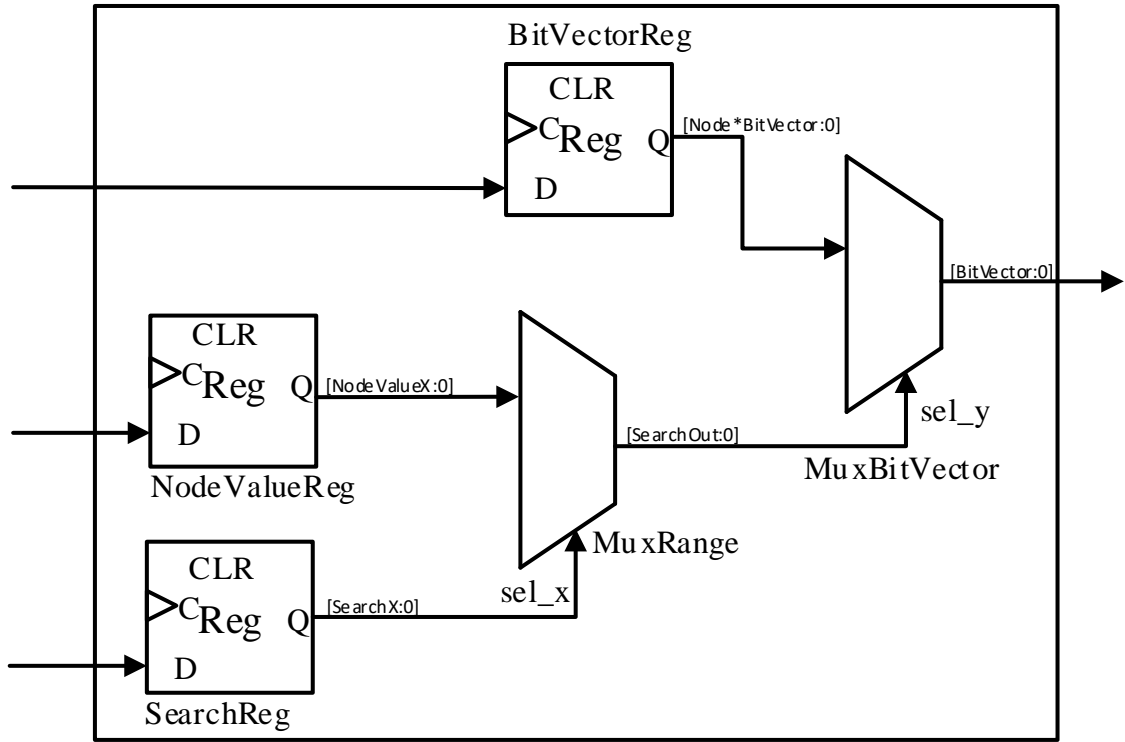 BitVectorReg
CLR
C
Reg
Q
D
[Node*BitVector:0]
[BitVector:0]
sel_y
MuxBitVector
CLR
C
Reg
Q
D
[NodeValueX:0]
NodeValueReg
[SearchOut:0]
MuxRange
sel_x
CLR
C
Reg
Q
D
[SearchX:0]
SearchReg